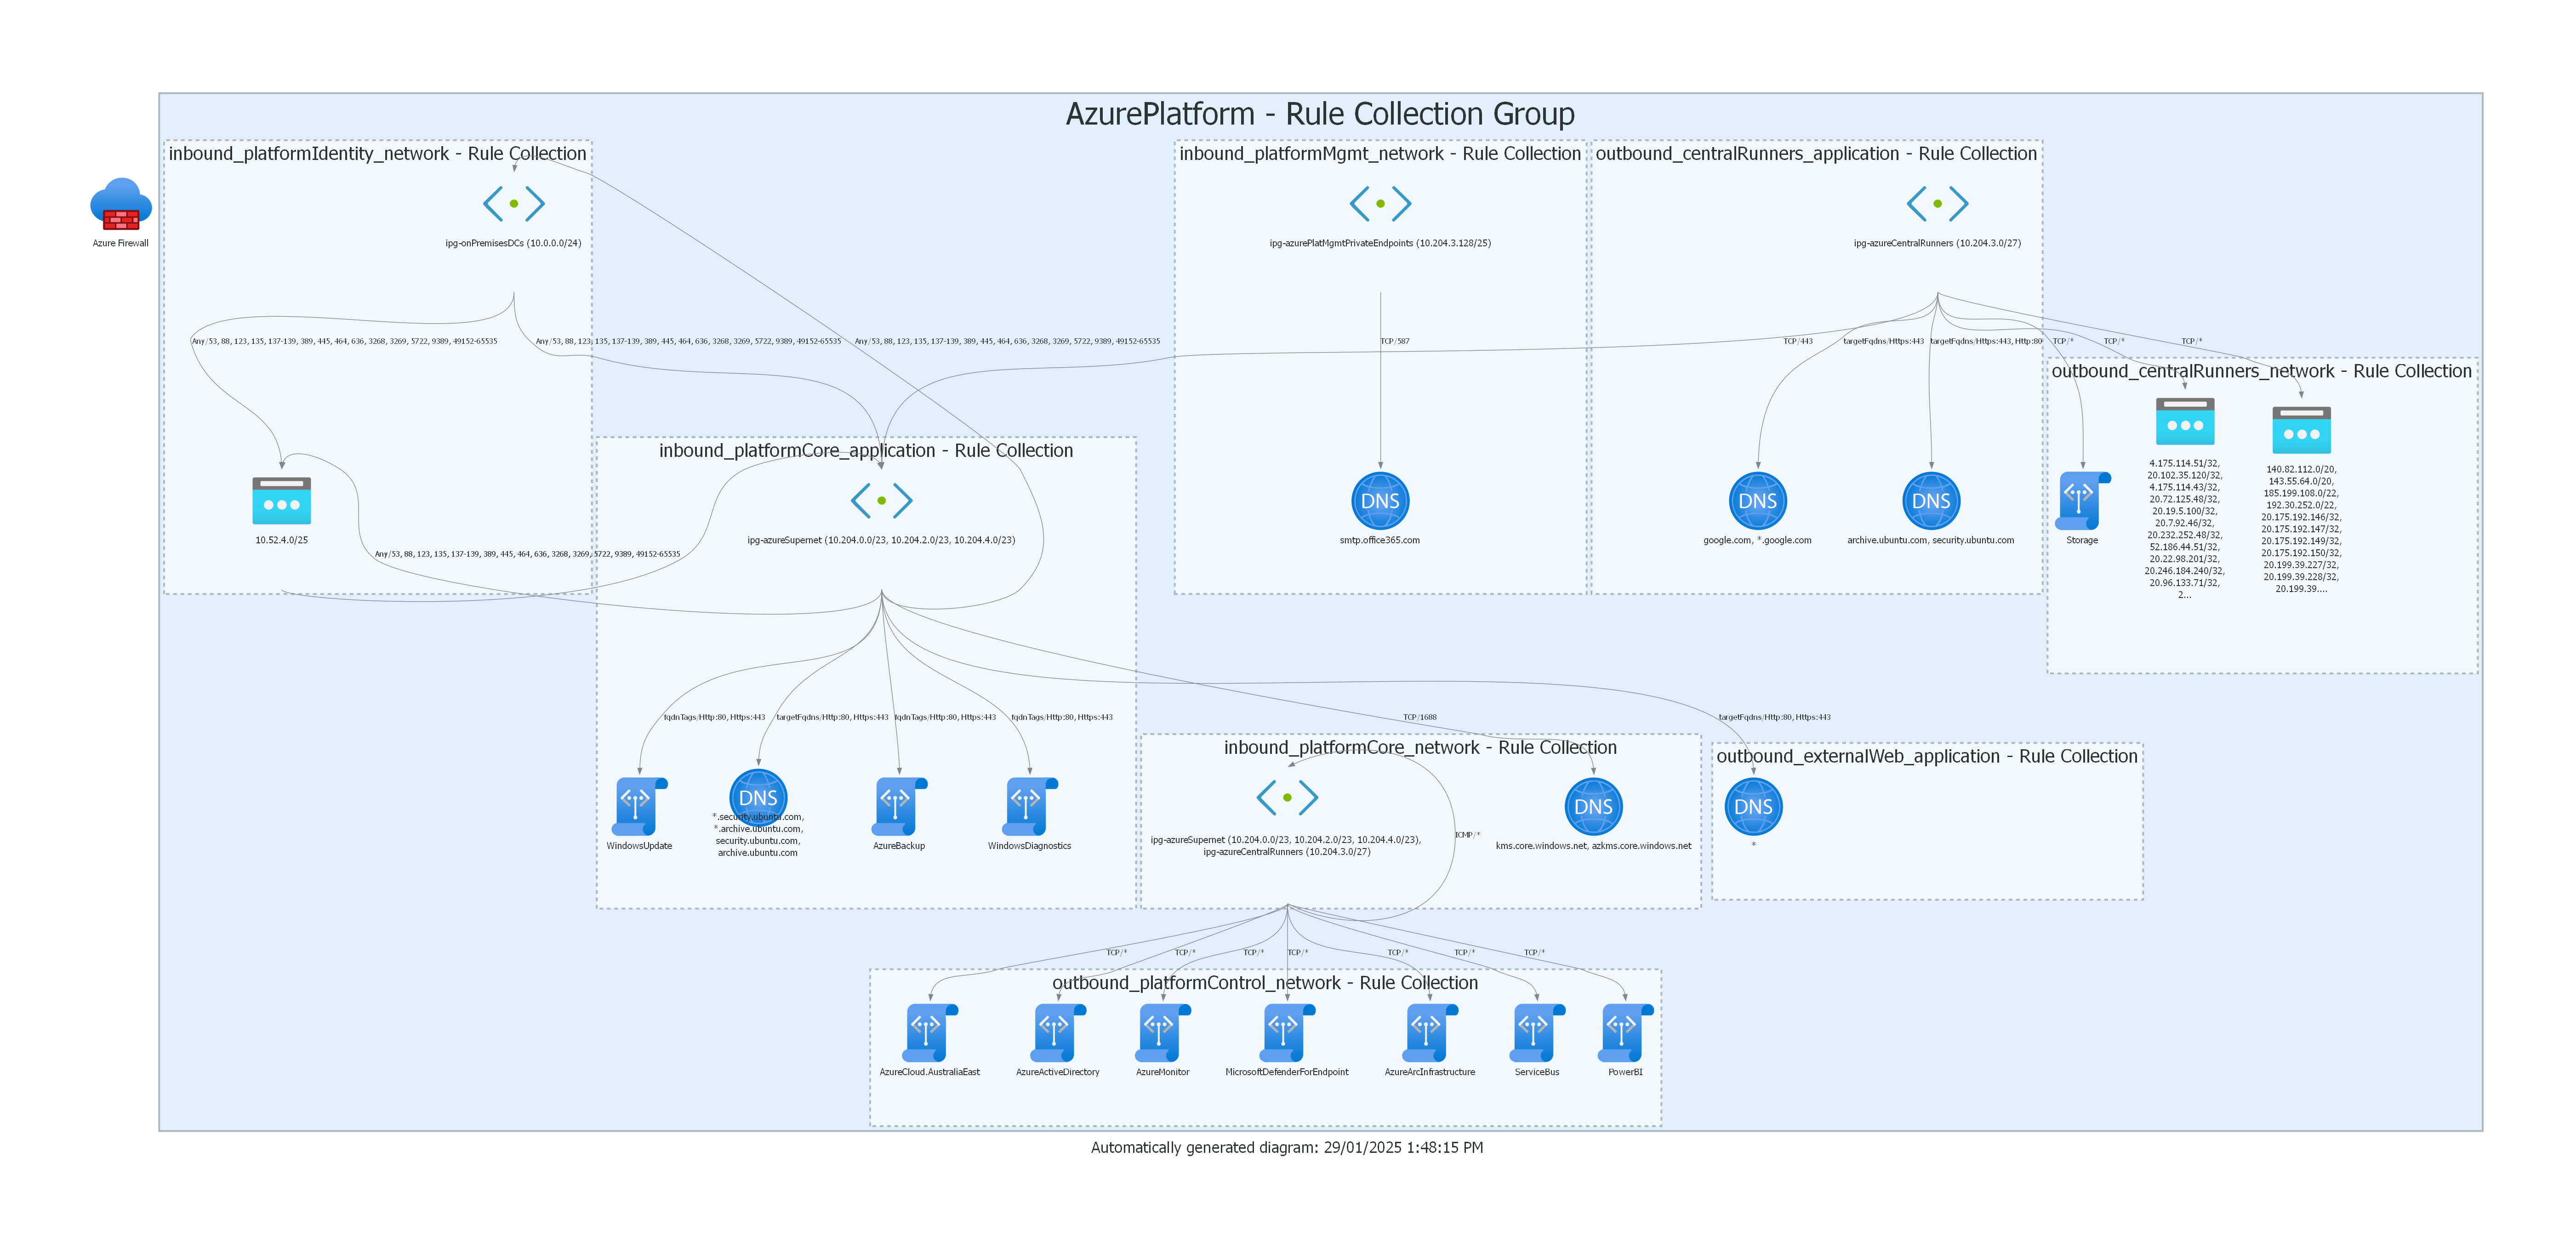 AzurePlatform - Rule Collection Group
inbound_platformIdentity_network - Rule Collection
inbound_platformMgmt_network - Rule Collection
outbound_centralRunners_application - Rule Collection
Azure Firewall
ipg-onPremisesDCs (10.0.0.0/24)
ipg-azurePlatMgmtPrivateEndpoints (10.204.3.128/25)
ipg-azureCentralRunners (10.204.3.0/27)
Any/53, 88, 123, 135, 137-139, 389, 445, 464, 636, 3268, 3269, 5722, 9389, 49152-65535
Any/53, 88, 123, 135, 137-139, 389, 445, 464, 636, 3268, 3269, 5722, 9389, 49152-65535
Any/53, 88, 123, 135, 137-139, 389, 445, 464, 636, 3268, 3269, 5722, 9389, 49152-65535
TCP/587
TCP/443
targetFqdns/Https:443
targetFqdns/Https:443, Http:80
TCP/*
TCP/*
TCP/*
outbound_centralRunners_network - Rule Collection
inbound_platformCore_application - Rule Collection
10.52.4.0/25
ipg-azureSupernet (10.204.0.0/23, 10.204.2.0/23, 10.204.4.0/23)
smtp.office365.com
google.com, *.google.com
archive.ubuntu.com, security.ubuntu.com
Storage
4.175.114.51/32,
20.102.35.120/32,
4.175.114.43/32,
20.72.125.48/32,
20.19.5.100/32,
20.7.92.46/32,
20.232.252.48/32,
52.186.44.51/32,
20.22.98.201/32,
20.246.184.240/32,
20.96.133.71/32,
2...
140.82.112.0/20,
143.55.64.0/20,
185.199.108.0/22,
192.30.252.0/22,
20.175.192.146/32,
20.175.192.147/32,
20.175.192.149/32,
20.175.192.150/32,
20.199.39.227/32,
20.199.39.228/32,
20.199.39....
Any/53, 88, 123, 135, 137-139, 389, 445, 464, 636, 3268, 3269, 5722, 9389, 49152-65535
fqdnTags/Http:80, Https:443
targetFqdns/Http:80, Https:443
fqdnTags/Http:80, Https:443
fqdnTags/Http:80, Https:443
TCP/1688
targetFqdns/Http:80, Https:443
inbound_platformCore_network - Rule Collection
outbound_externalWeb_application - Rule Collection
DNS
DNS
DNS
DNS
DNS
DNS
WindowsUpdate
*.security.ubuntu.com,
*.archive.ubuntu.com,
security.ubuntu.com,
archive.ubuntu.com
AzureBackup
WindowsDiagnostics
ipg-azureSupernet (10.204.0.0/23, 10.204.2.0/23, 10.204.4.0/23),
ipg-azureCentralRunners (10.204.3.0/27)
ICMP/*
kms.core.windows.net, azkms.core.windows.net
*
TCP/*
TCP/*
TCP/*
TCP/*
TCP/*
TCP/*
TCP/*
outbound_platformControl_network - Rule Collection
AzureCloud.AustraliaEast
AzureActiveDirectory
AzureMonitor
MicrosoftDefenderForEndpoint
AzureArcInfrastructure
ServiceBus
PowerBI
Automatically generated diagram: 29/01/2025 1:48:15 PM